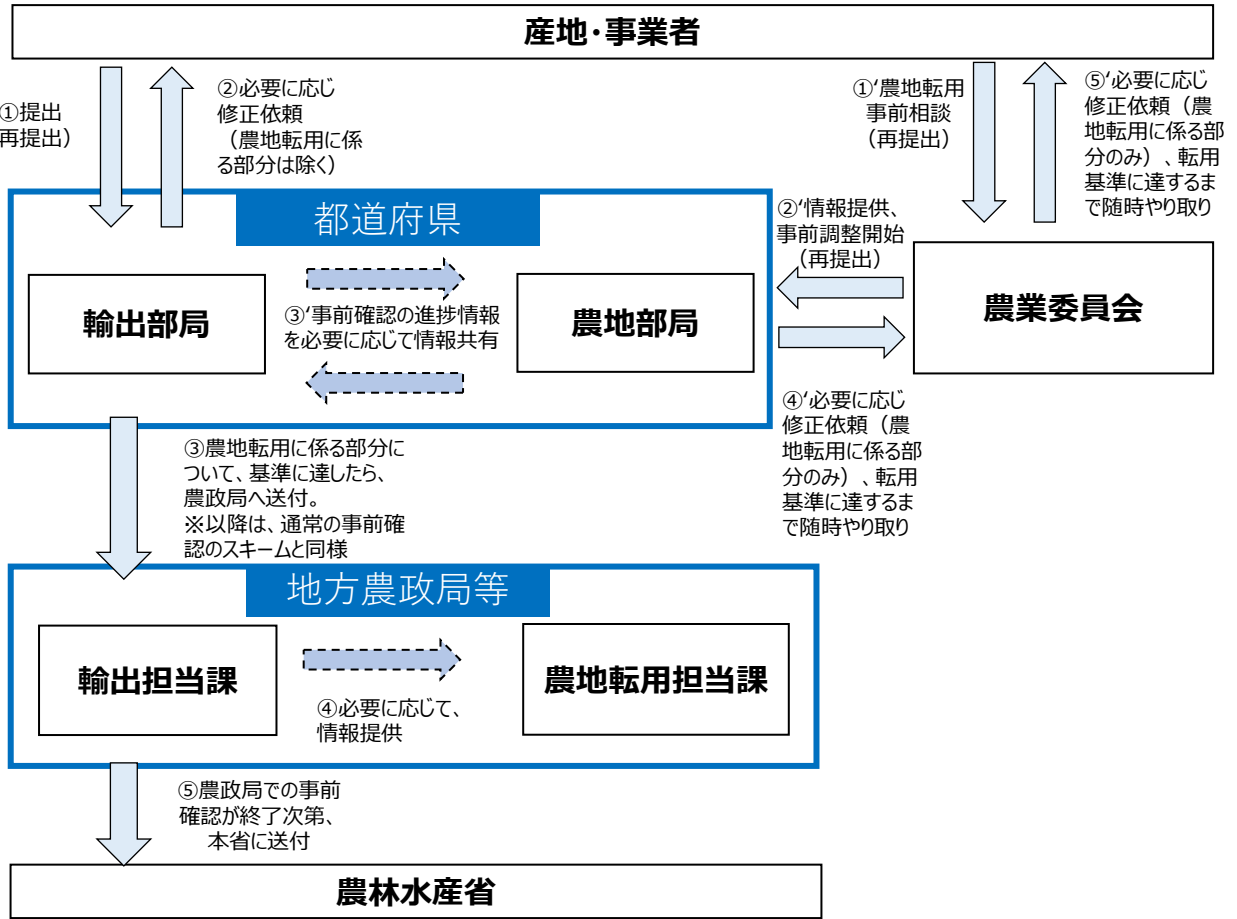 産地・事業者
①提出
再提出）
②必要に応じ
修正依頼
（農地転用に係
る部分は除く）
①‘農地転用
事前相談
（再提出）
⑤‘必要に応じ
修正依頼（農
地転用に係る部
分のみ）、転用
基準に達するま
で随時やり取り
都道府県
輸出部局
③‘事前確認の進捗情報
を必要に応じて情報共有
農地部局
②‘情報提供、
事前調整開始
（再提出）
農業委員会
④‘必要に応じ
修正依頼（農
地転用に係る部
分のみ）、転用
基準に達するま
で随時やり取り
③農地転用に係る部分に
ついて、基準に達したら、
農政局へ送付。
※以降は、通常の事前確
認のスキームと同様
地方農政局等
輸出担当課
④必要に応じて、
情報提供
農地転用担当課
⑤農政局での事前
確認が終了次第、
本省に送付
農林水産省